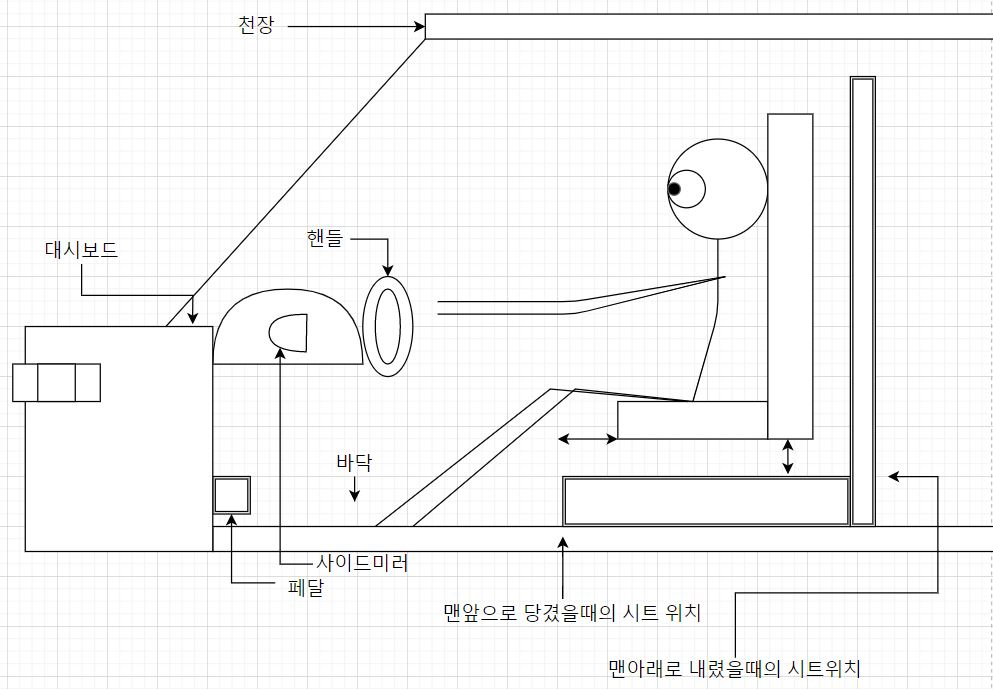 천장
핸들
대시보드
바닥
사이드미러
페달
맨앞으로 당겼을때의 시트 위치
맨아래로 내렸을때의 시트위치